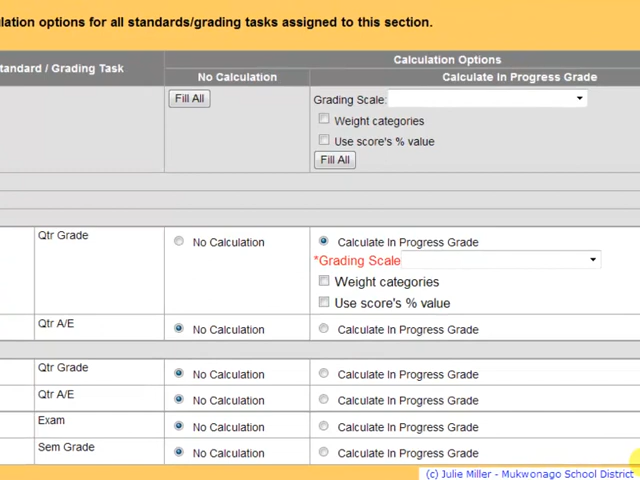 lation options for all standards/grading tasks assigned to this section.
tandard / Grading Task
Calculation Options
No Calculation
Calculate In Progress Grade
Fill All
Grading Scale:
Weight categories
Use score's % value
Fill All
Qtr Grade
No Calculation
Calculate In Progress Grade
*Grading Scale
Weight categories
Use score's % value
Qtr A/E
No Calculation
Calculate In Progress Grade
Qtr Grade
No Calculation
Calculate In Progress Grade
Qtr A/E
No Calculation
Calculate In Progress Grade
Exam
No Calculation
Calculate In Progress Grade
Sem Grade
No Calculation
Calculate In Progress Grade
(c) Julie Miller - Mukwonago School District